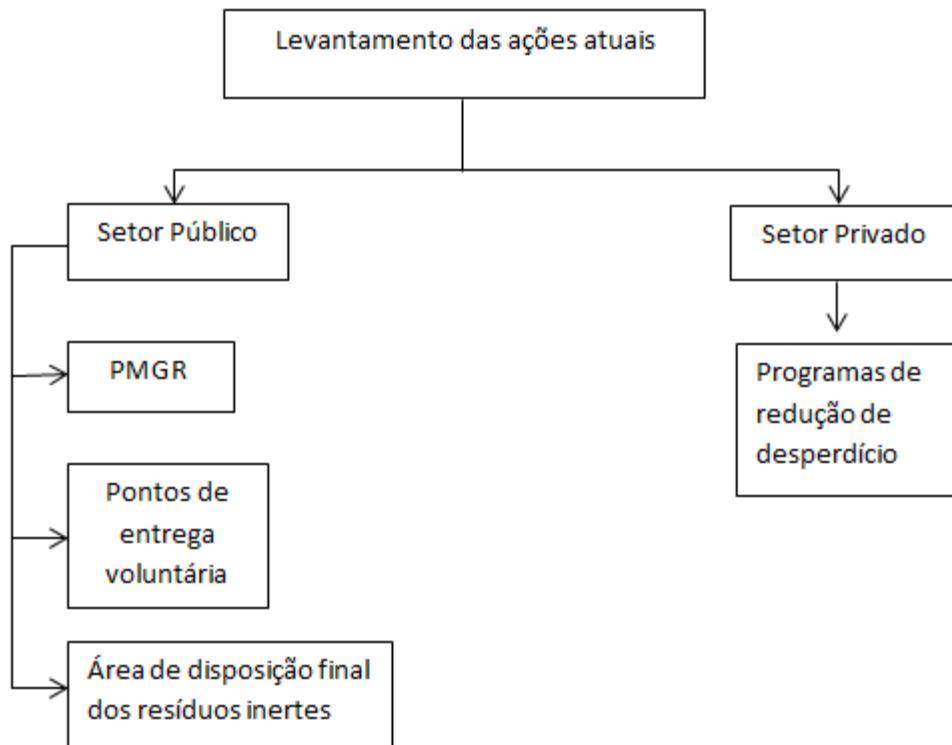 Levantamento das ações atuais
Setor Público
Setor Privado
PMGR
Programas de
redução de
desperdício
Pontos de
entrega
voluntária
Área de disposição final
dos resíduos inertes